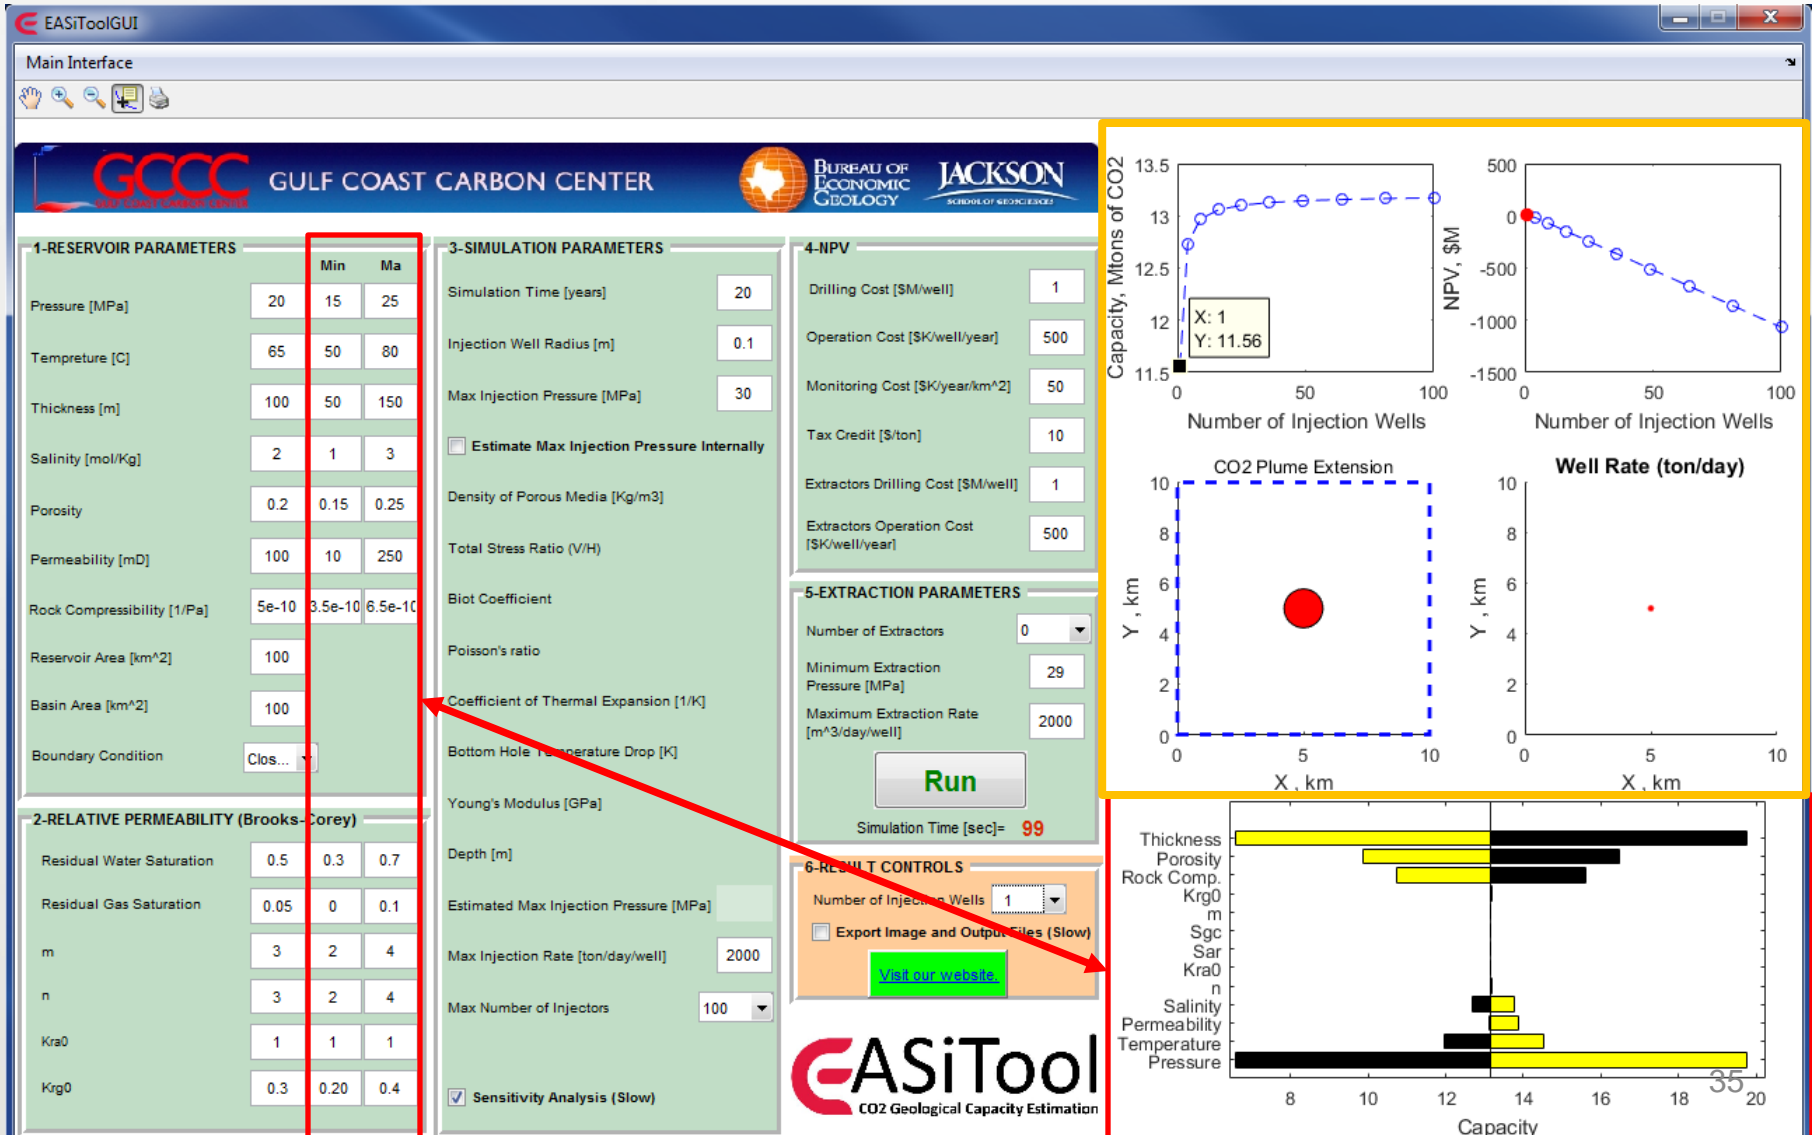 EASiToolGUI
Main Interface
GCCC GULF COAST CARBON CENTER
GULF COAST CARBON CENTER
BUREAU OF ECONOMIC GEOLOGY
JACKSON
SCHOOL OF GEOSCIENCES
1-RESERVOIR PARAMETERS
Min Ma
Pressure [MPa] 20 15 25
Tempreture [C] 65 50 80
Thickness [m] 100 50 150
Salinity [mol/Kg] 2 1 3
Porosity 0.2 0.15 0.25
Permeability [mD] 100 10 250
Rock Compressibility [1/Pa] 5e-10 3.5e-10 6.5e-10
Reservoir Area [km^2] 100
Basin Area [km^2] 100
Boundary Condition Clos...
2-RELATIVE PERMEABILITY (Brooks-Corey)
Residual Water Saturation 0.5 0.3 0.7
Residual Gas Saturation 0.05 0 0.1
m 3 2 4
n 3 2 4
Kra0 1 1 1
Krg0 0.3 0.20 0.4
3-SIMULATION PARAMETERS
Simulation Time [years] 20
Injection Well Radius [m] 0.1
Max Injection Pressure [MPa] 30
Estimate Max Injection Pressure Internally
Density of Porous Media [Kg/m3]
Total Stress Ratio (V/H)
Biot Coefficient
Poisson's ratio
Coefficient of Thermal Expansion [1/K]
Bottom Hole Temperature Drop [K]
Young's Modulus [GPa]
Depth [m]
Estimated Max Injection Pressure [MPa]
Max Injection Rate [ton/day/well] 2000
Max Number of Injectors 100
Sensitivity Analysis (Slow)
4-NPV
Drilling Cost [$M/well] 1
Operation Cost [$K/well/year] 500
Monitoring Cost [$K/year/km^2] 50
Tax Credit [$/ton] 10
Extractors Drilling Cost [$M/well] 1
Extractors Operation Cost
[$K/well/year] 500
5-EXTRACTION PARAMETERS
Number of Extractors 0
Minimum Extraction
Pressure [MPa] 29
Maximum Extraction Rate
[m^3/day/well] 2000
Run
Simulation Time [sec]= 99
6-RESULT CONTROLS
Number of Injection Wells 1
Export Image and Output Files (Slow)
Visit our website.
EASiTool
CO2 Geological Capacity Estimation
Capacity, Mtons of CO2
13.5
13
12.5
12
11.5
X: 1
Y: 11.56
0 50 100
Number of Injection Wells
NPV, $M
500
0
-500
-1000
-1500
0 50 100
Number of Injection Wells
CO2 Plume Extension
Y , km
10
8
6
4
2
0
0 5 10
X , km
Well Rate (ton/day)
Y , km
10
8
6
4
2
0
0 5 10
X , km
Thickness
Porosity
Rock Comp.
Krg0
m
Sgc
Sar
Kra0
n
Salinity
Permeability
Temperature
Pressure
8 10 12 14 16 18 20
Capacity
35